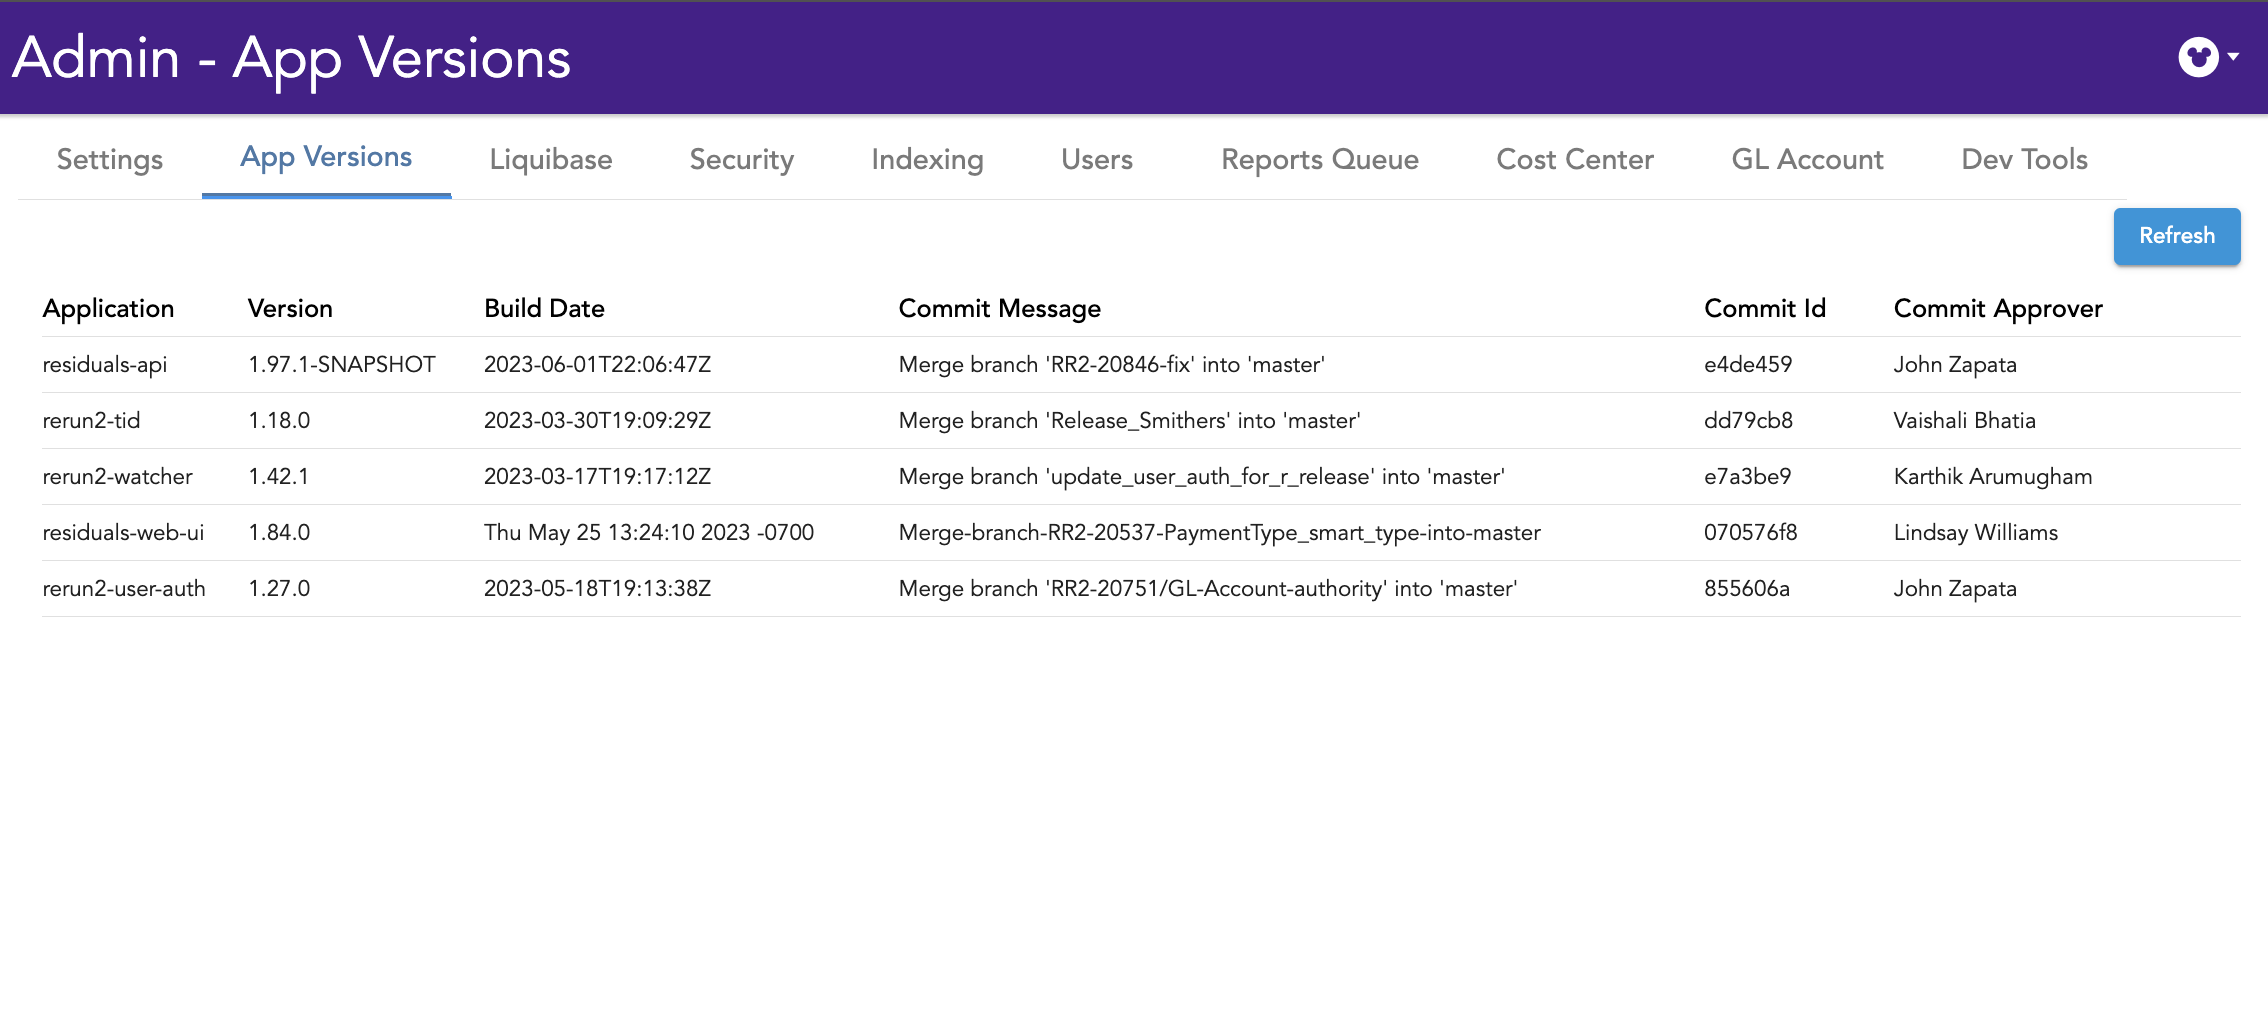 Admin - App Versions
Settings App Versions Liquibase Security Indexing Users Reports Queue Cost Center GL Account Dev Tools
Refresh
Application Version Build Date Commit Message Commit Id Commit Approver
residuals-api 1.97.1-SNAPSHOT 2023-06-01T22:06:47Z Merge branch 'RR2-20846-fix' into 'master' e4de459 John Zapata
rerun2-tid 1.18.0 2023-03-30T19:09:29Z Merge branch 'Release_Smithers' into 'master' dd79cb8 Vaishali Bhatia
rerun2-watcher 1.42.1 2023-03-17T19:17:12Z Merge branch 'update_user_auth_for_r_release' into 'master' e7a3be9 Karthik Arumugham
residuals-web-ui 1.84.0 Thu May 25 13:24:10 2023 -0700 Merge-branch-RR2-20537-PaymentType_smart_type-into-master 070576f8 Lindsay Williams
rerun2-user-auth 1.27.0 2023-05-18T19:13:38Z Merge branch 'RR2-20751/GL-Account-authority' into 'master' 855606a John Zapata